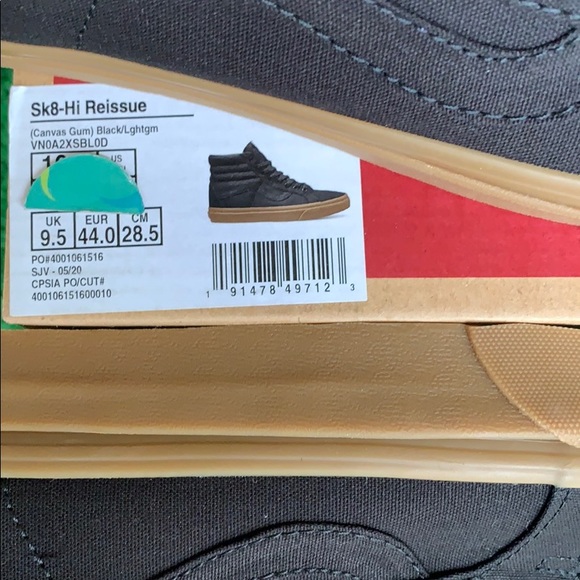 Sk8-Hi Reissue
(Canvas Gum) Black/Lghtgm
VN0A2XSBL0D
US
UK EUR CM
9.5 44.0 28.5
PO#4001061516
SJV - 05/20
CPSIA PO/CUT#
400106151600010
1 91478 49712 3